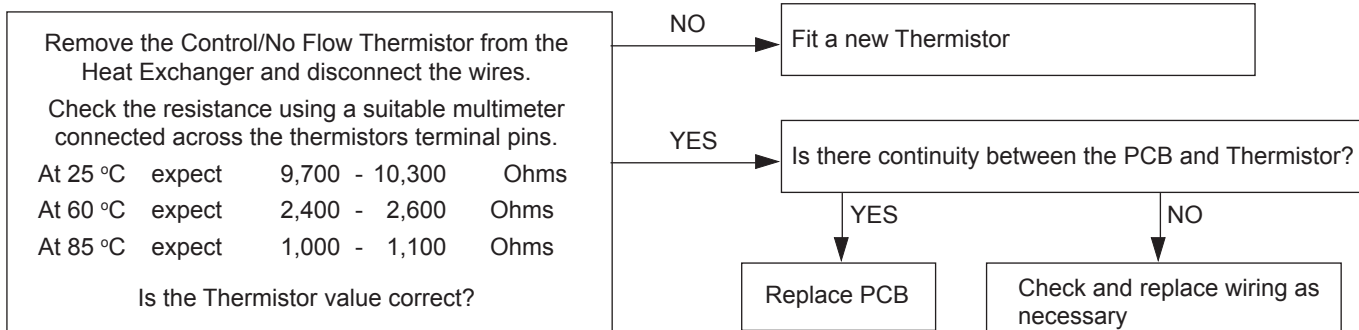 Remove the Control/No Flow Thermistor from the
Heat Exchanger and disconnect the wires.
Check the resistance using a suitable multimeter
connected across the thermistors terminal pins.
At 25 °C expect 9,700 - 10,300 Ohms
At 60 °C expect 2,400 - 2,600 Ohms
At 85 °C expect 1,000 - 1,100 Ohms
Is the Thermistor value correct?
NO
Fit a new Thermistor
YES
Is there continuity between the PCB and Thermistor?
YES
NO
Replace PCB
Check and replace wiring as
necessary